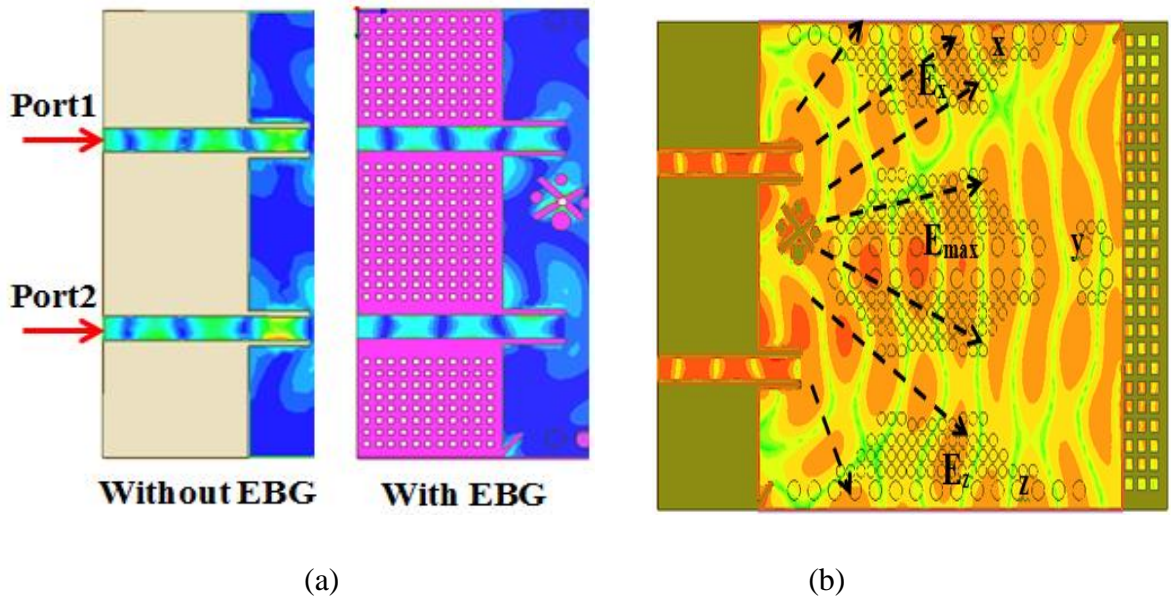 Port1
Port2
Without EBG
With EBG
x
Ex
Emax
y
Ez
z
(a)
(b)